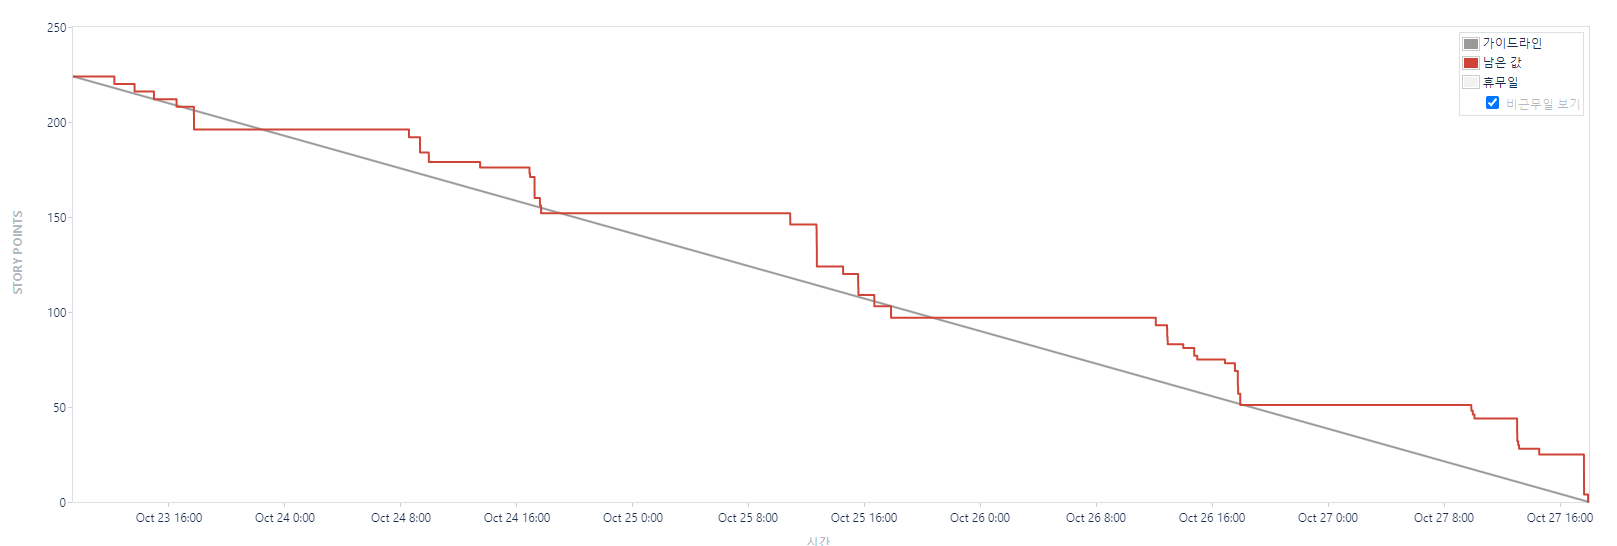 250
200
150
100
50
0
STORY POINTS
가이드라인
남은 값
휴무일
비근무일 보기
Oct 23 16:00
Oct 24 0:00
Oct 24 8:00
Oct 24 16:00
Oct 25 0:00
Oct 25 8:00
Oct 25 16:00
Oct 26 0:00
Oct 26 8:00
Oct 26 16:00
Oct 27 0:00
Oct 27 8:00
Oct 27 16:00
시간